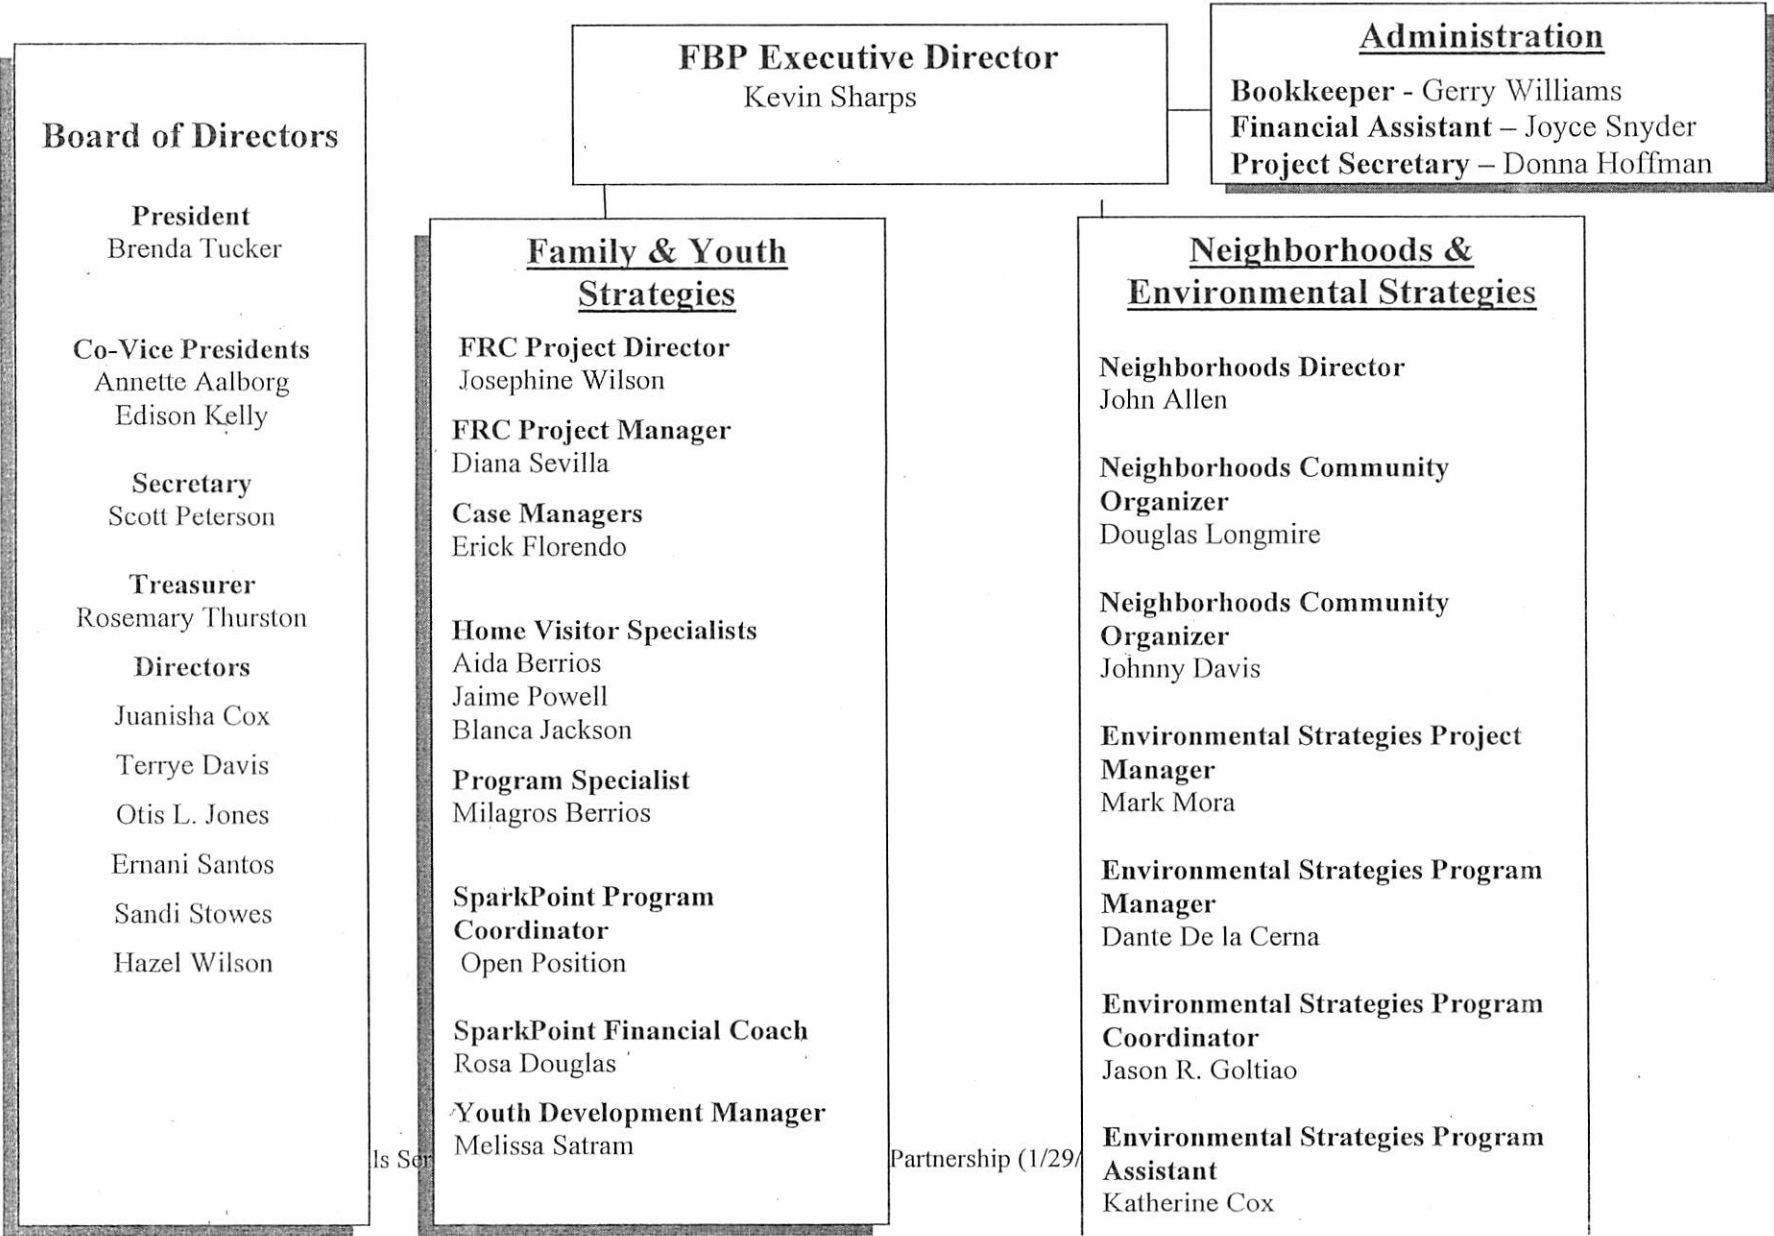 Board of Directors
President
Brenda Tucker
Co-Vice Presidents
Annette Aalborg
Edison Kelly
Secretary
Scott Peterson
Treasurer
Rosemary Thurston
Directors
Juanisha Cox
Terrye Davis
Otis L. Jones
Ernani Santos
Sandi Stowes
Hazel Wilson
FBP Executive Director
Kevin Sharps
Administration
Bookkeeper - Gerry Williams
Financial Assistant – Joyce Snyder
Project Secretary – Donna Hoffman
Family & Youth
Strategies
FRC Project Director
Josephine Wilson
FRC Project Manager
Diana Sevilla
Case Managers
Erick Florendo
Home Visitor Specialists
Aida Berrios
Jaime Powell
Blanca Jackson
Program Specialist
Milagros Berrios
SparkPoint Program
Coordinator
Open Position
SparkPoint Financial Coach
Rosa Douglas
Youth Development Manager
Melissa Satram
Neighborhoods &
Environmental Strategies
Neighborhoods Director
John Allen
Neighborhoods Community
Organizer
Douglas Longmire
Neighborhoods Community
Organizer
Johnny Davis
Environmental Strategies Project
Manager
Mark Mora
Environmental Strategies Program
Manager
Dante De la Cerna
Environmental Strategies Program
Coordinator
Jason R. Goltiao
Environmental Strategies Program
Assistant
Katherine Cox
ls Ser
Partnership (1/29/